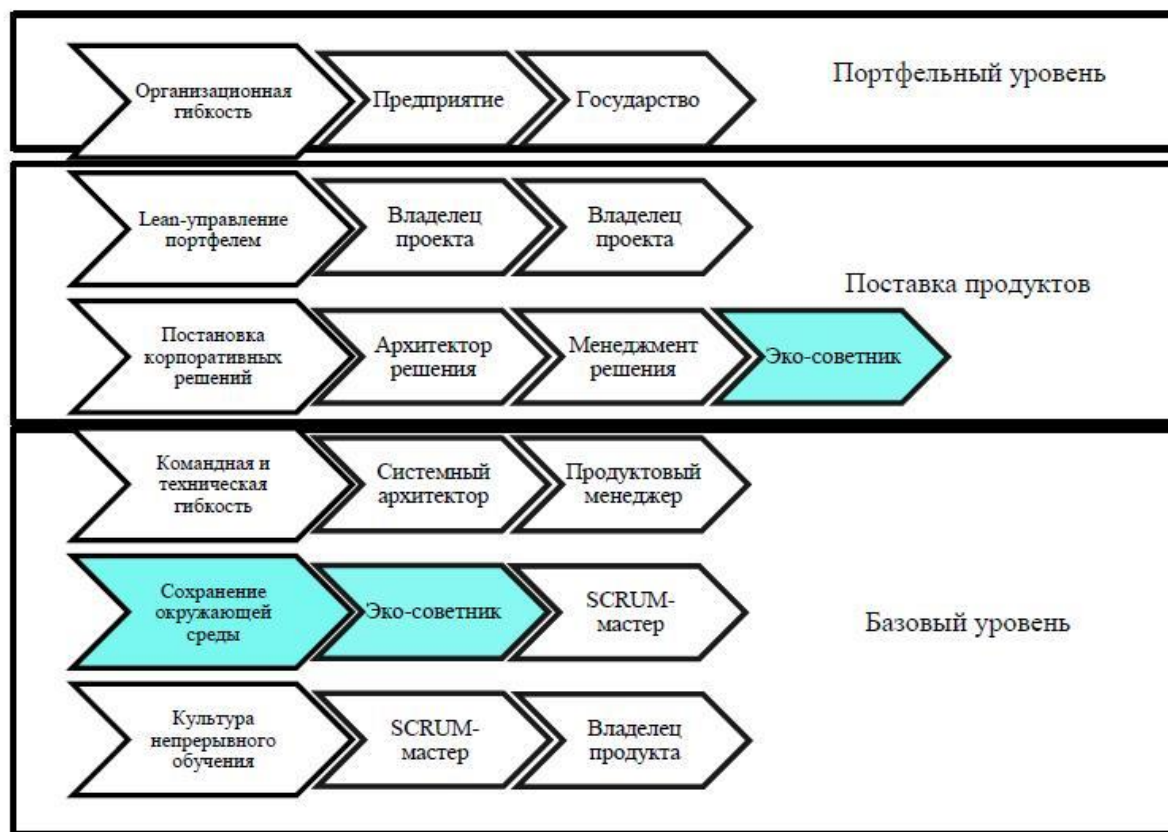 Организационная
гибкость
Предприятие
Государство
Портфельный уровень
Lean-управление
портфелем
Владелец
проекта
Владелец
проекта
Поставка продуктов
Постановка
корпоративных
решений
Архитектор
решения
Менеджмент
решения
Эко-советник
Командная и
техническая
гибкость
Системный
архитектор
Продуктовый
менеджер
Сохранение
окружающей
среды
Эко-советник
SCRUM-
мастер
Базовый уровень
Культура
непрерывного
обучения
SCRUM-
мастер
Владелец
продукта